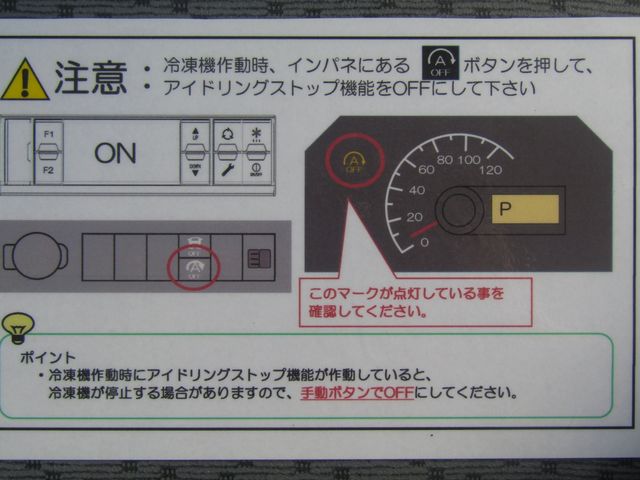 注意
・冷凍機作動時、インパネにある A OFF ボタンを押して、
・アイドリングストップ機能をOFFにして下さい
F1
F2
ON
UP
DOWN
ON/OFF
A
OFF
0
20
40
60
80
100
120
P
OFF
A
OFF
このマークが点灯している事を
確認してください。
ポイント
・冷凍機作動時にアイドリングストップ機能が作動していると、
冷凍機が停止する場合がありますので、手動ボタンでOFFにしてください。